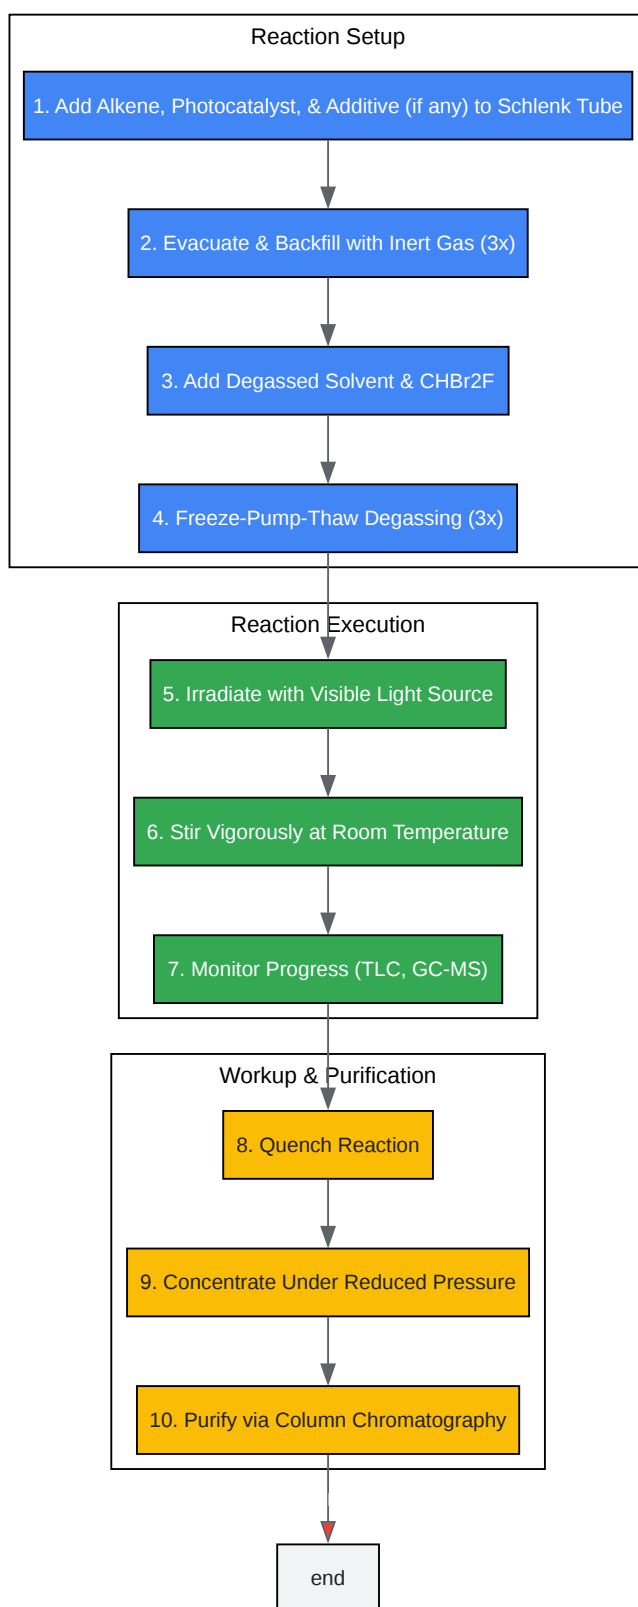 Reaction Setup
1. Add Alkene, Photocatalyst, & Additive (if any) to Schlenk Tube
2. Evacuate & Backfill with Inert Gas (3x)
3. Add Degassed Solvent & CHBr2F
4. Freeze-Pump-Thaw Degassing (3x)
Reaction Execution
5. Irradiate with Visible Light Source
6. Stir Vigorously at Room Temperature
7. Monitor Progress (TLC, GC-MS)
Workup & Purification
8. Quench Reaction
9. Concentrate Under Reduced Pressure
10. Purify via Column Chromatography
end